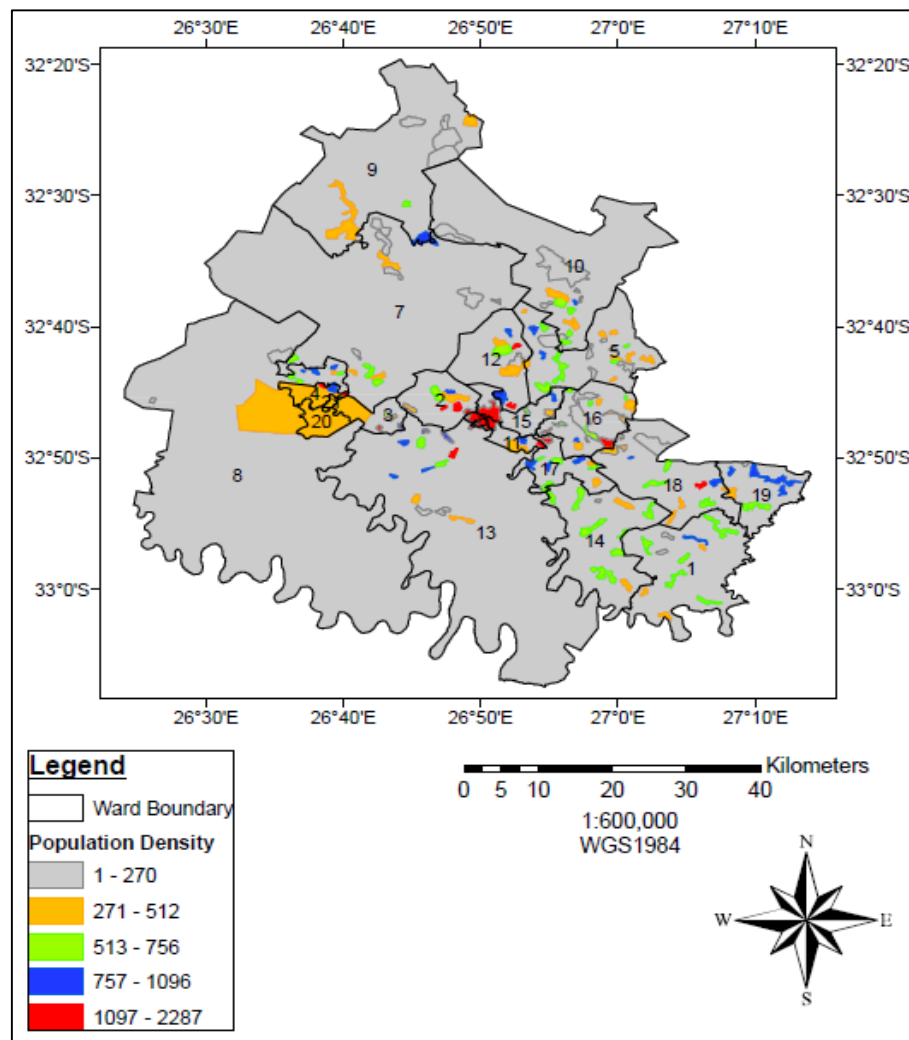 26°30'E 26°40'E 26°50'E 27°0'E 27°10'E
32°20'S 32°20'S
9
32°30'S 32°30'S
10
7
32°40'S 32°40'S
5
12
4
2
20 3 15 16
11
32°50'S 17 32°50'S
8 18 19
13 14
1
33°0'S 33°0'S
26°30'E 26°40'E 26°50'E 27°0'E 27°10'E
Legend
Ward Boundary
Population Density
1 - 270
271 - 512
513 - 756
757 - 1096
1097 - 2287
Kilometers
0 5 10 20 30 40
1:600,000
WGS1984
N
W E
S